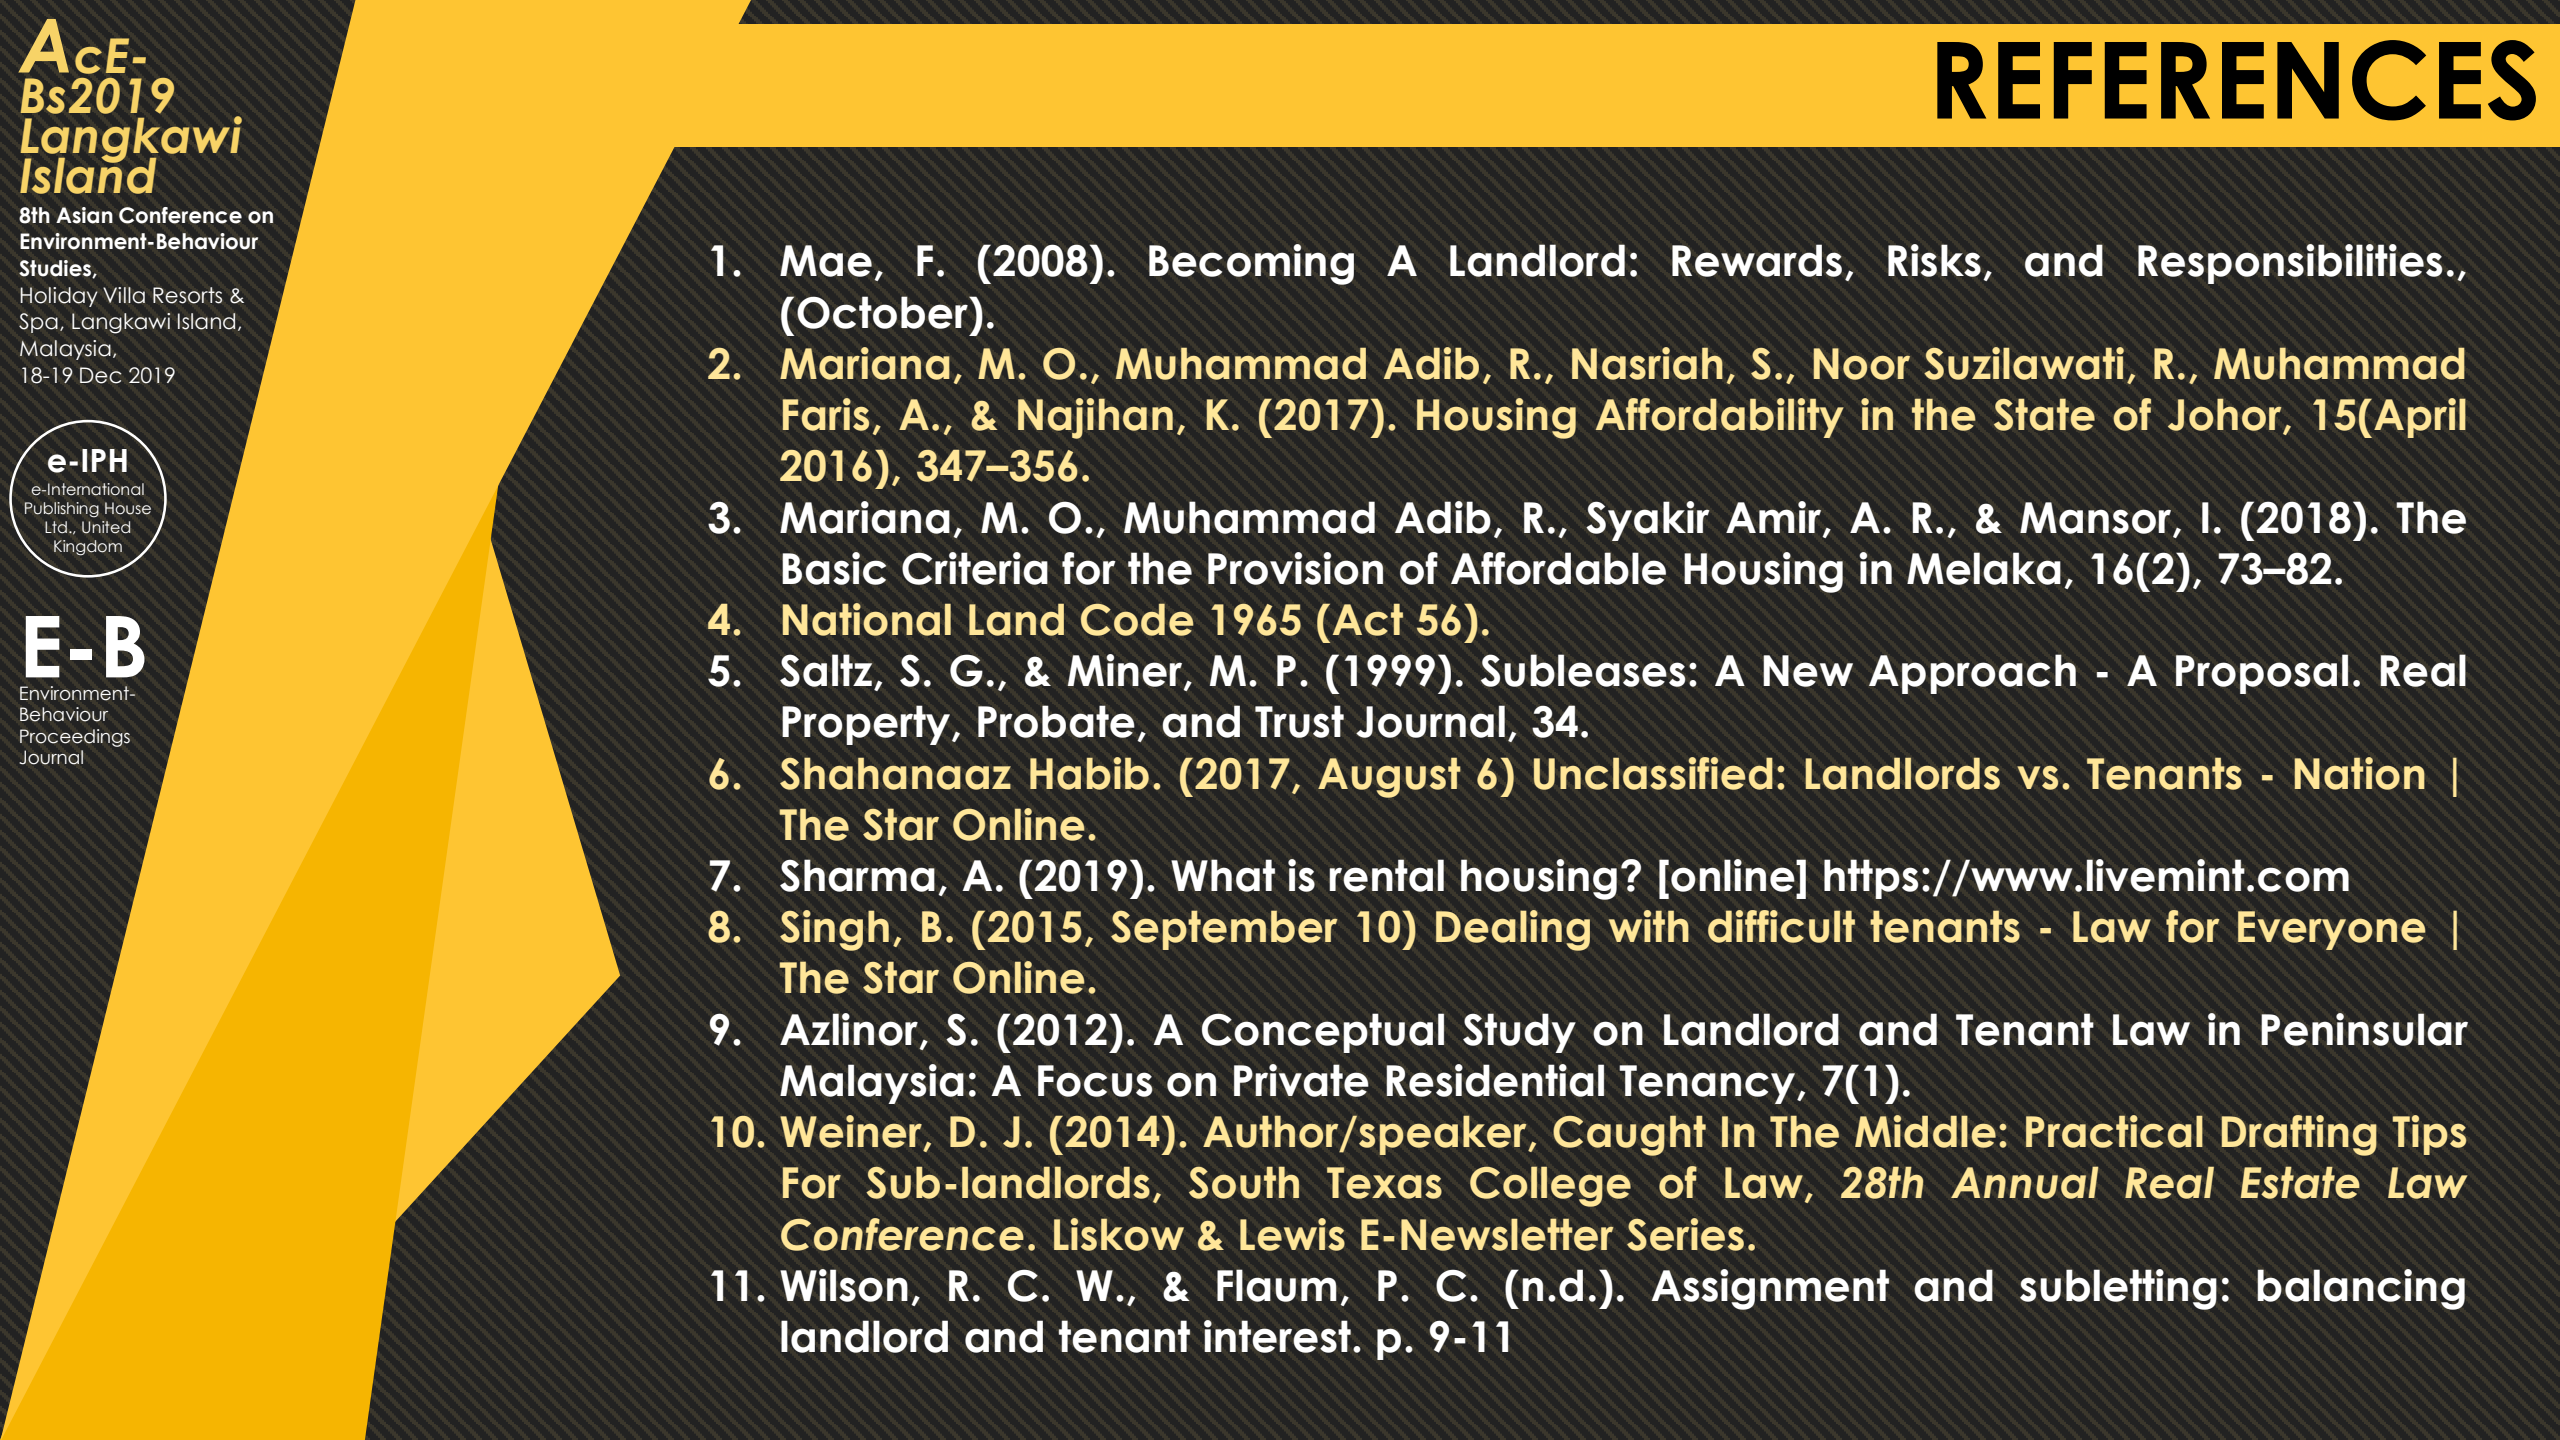 AcE-
Bs2019
Langkawi
Island
8th Asian Conference on
Environment-Behaviour
Studies,
Holiday Villa Resorts &
Spa, Langkawi Island,
Malaysia,
18-19 Dec 2019
e-IPH
e-International
Publishing House
Ltd., United
Kingdom
E-B
Environment-
Behaviour
Proceedings
Journal
REFERENCES
1. Mae, F. (2008). Becoming A Landlord: Rewards, Risks, and Responsibilities.,
(October).
2. Mariana, M. O., Muhammad Adib, R., Nasriah, S., Noor Suzilawati, R., Muhammad
Faris, A., & Najihan, K. (2017). Housing Affordability in the State of Johor, 15(April
2016), 347–356.
3. Mariana, M. O., Muhammad Adib, R., Syakir Amir, A. R., & Mansor, I. (2018). The
Basic Criteria for the Provision of Affordable Housing in Melaka, 16(2), 73–82.
4. National Land Code 1965 (Act 56).
5. Saltz, S. G., & Miner, M. P. (1999). Subleases: A New Approach - A Proposal. Real
Property, Probate, and Trust Journal, 34.
6. Shahanaaz Habib. (2017, August 6) Unclassified: Landlords vs. Tenants - Nation |
The Star Online.
7. Sharma, A. (2019). What is rental housing? [online] https://www.livemint.com
8. Singh, B. (2015, September 10) Dealing with difficult tenants - Law for Everyone |
The Star Online.
9. Azlinor, S. (2012). A Conceptual Study on Landlord and Tenant Law in Peninsular
Malaysia: A Focus on Private Residential Tenancy, 7(1).
10. Weiner, D. J. (2014). Author/speaker, Caught In The Middle: Practical Drafting Tips
For Sub-landlords, South Texas College of Law, 28th Annual Real Estate Law
Conference. Liskow & Lewis E-Newsletter Series.
11. Wilson, R. C. W., & Flaum, P. C. (n.d.). Assignment and subletting: balancing
landlord and tenant interest. p. 9-11